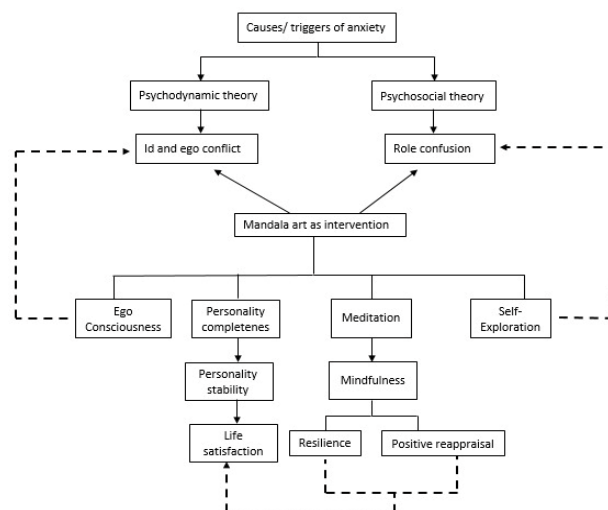 Causes/ triggers of anxiety
Psychodynamic theory
Psychosocial theory
Id and ego conflict
Role confusion
Mandala art as intervention
Ego
Consciousness
Personality
completenes
Meditation
Self-
Exploration
Personality
stability
Mindfulness
Life
satisfaction
Resilience
Positive reappraisal